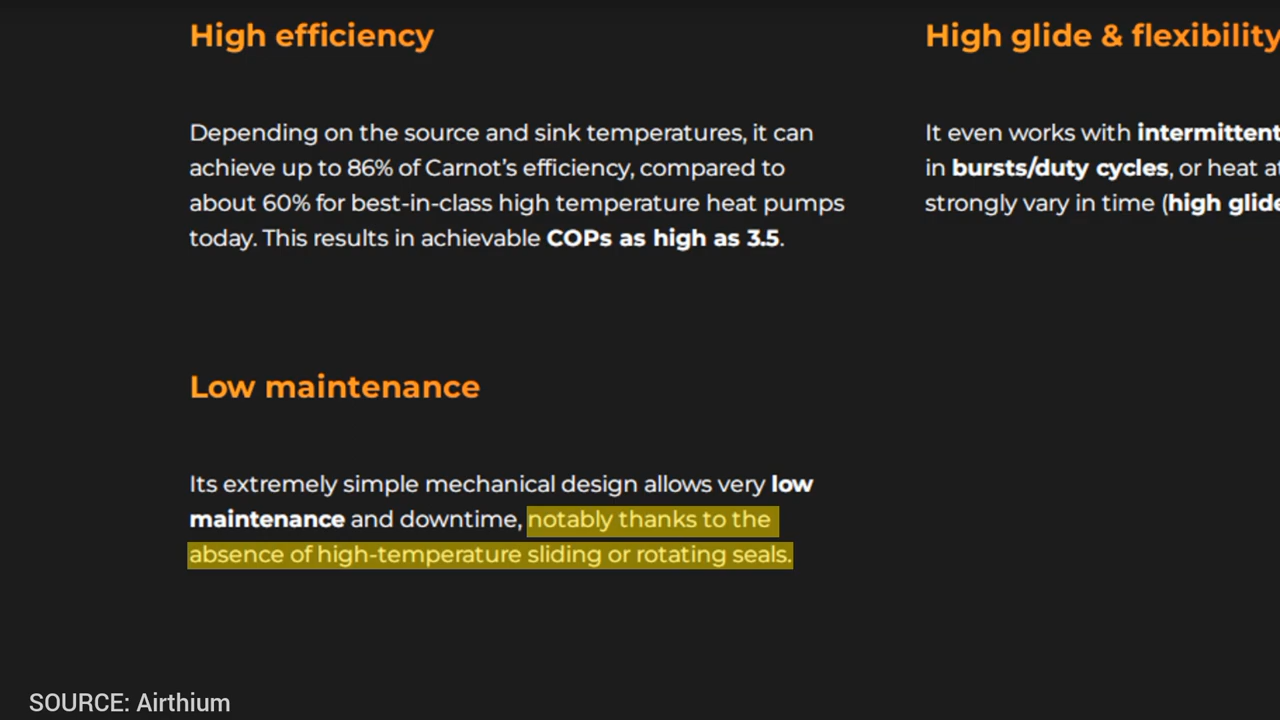 High efficiency
Depending on the source and sink temperatures, it can
achieve up to 86% of Carnot's efficiency, compared to
about 60% for best-in-class high temperature heat pumps
today. This results in achievable COPs as high as 3.5.
High glide & flexibility
It even works with intermittent
in bursts/duty cycles, or heat at
strongly vary in time (high glide
Low maintenance
Its extremely simple mechanical design allows very low
maintenance and downtime, notably thanks to the
absence of high-temperature sliding or rotating seals.
SOURCE: Airthium